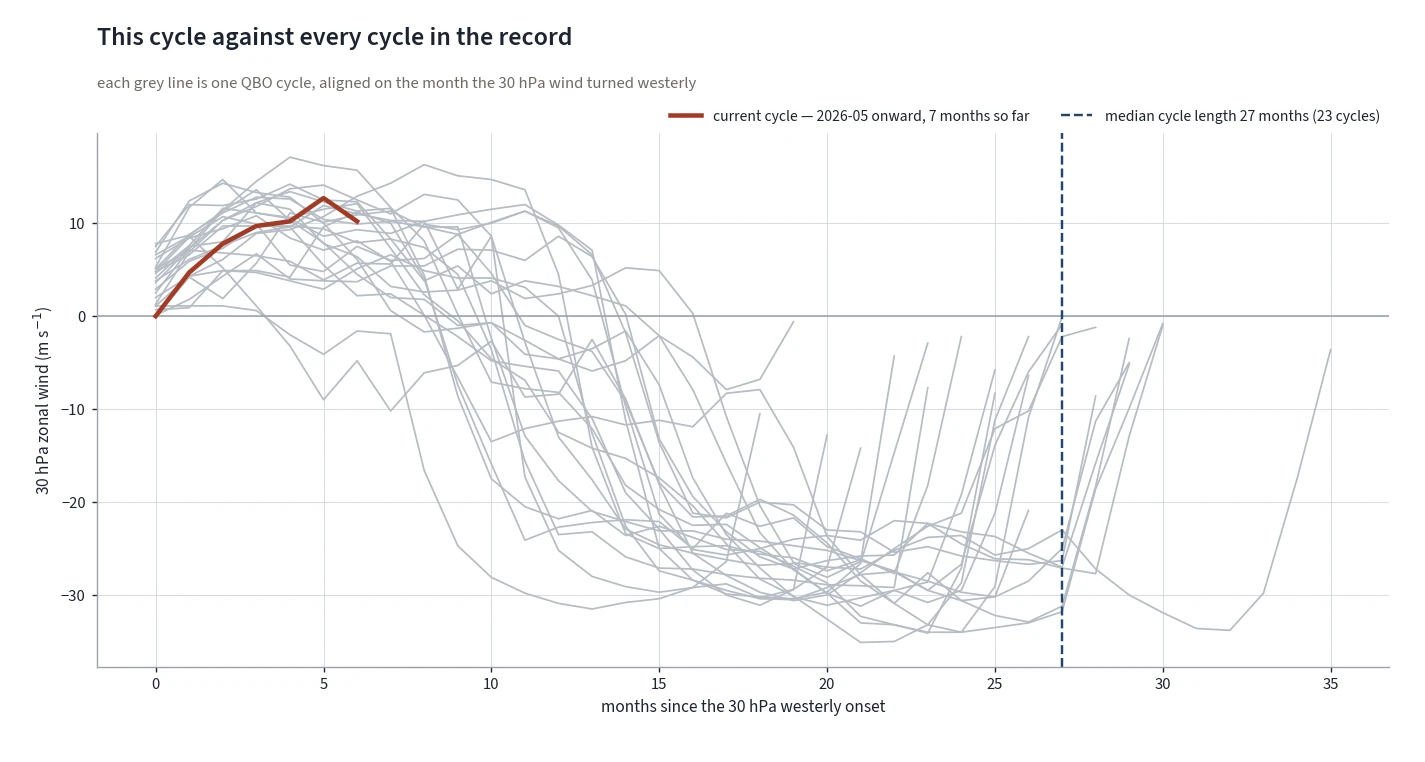 This cycle against every cycle in the record
each grey line is one QBO cycle, aligned on the month the 30 hPa wind turned westerly
current cycle — 2026-05 onward, 7 months so far
median cycle length 27 months (23 cycles)
30 hPa zonal wind (m s⁻¹)
10
0
−10
−20
−30
0 5 10 15 20 25 30 35
months since the 30 hPa westerly onset